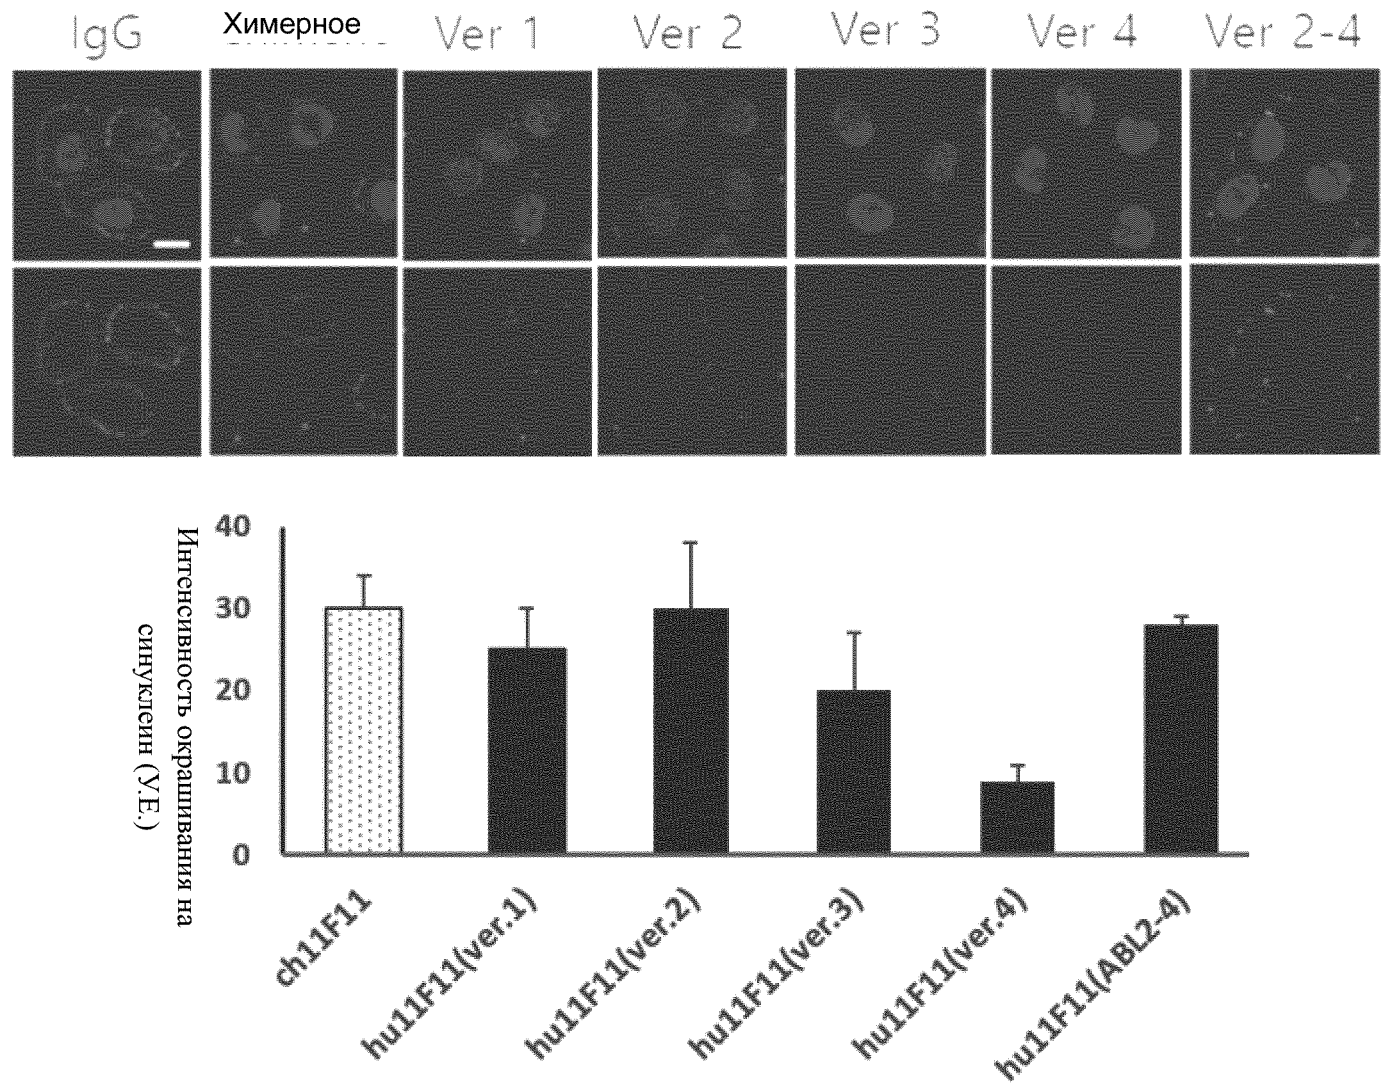 IgG Химерное Ver 1 Ver 2 Ver 3 Ver 4 Ver 2-4
Интенсивность окрашивания на
синуклеин (У.Е.)
40
30
20
10
0
ch11F11
hu11F11(ver.1)
hu11F11(ver.2)
hu11F11(ver.3)
hu11F11(ver.4)
hu11F11(ABL2-4)